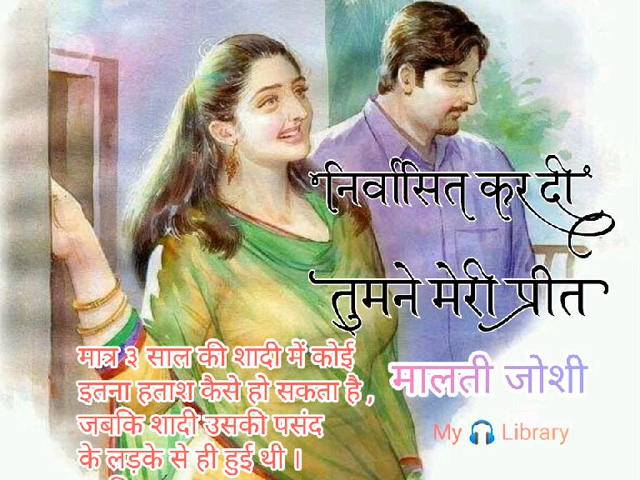 निर्वासित कर दी
तुमने मेरी प्रीत
मालती जोशी
My Library
मात्र ३ साल की शादी में कोई
इतना हताश कैसे हो सकता है ,
जबकि शादी उसकी पसंद
के लड़के से ही हुई थी ।